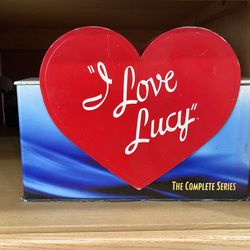 "I Love
Lucy"
THE COMPLETE SERIES